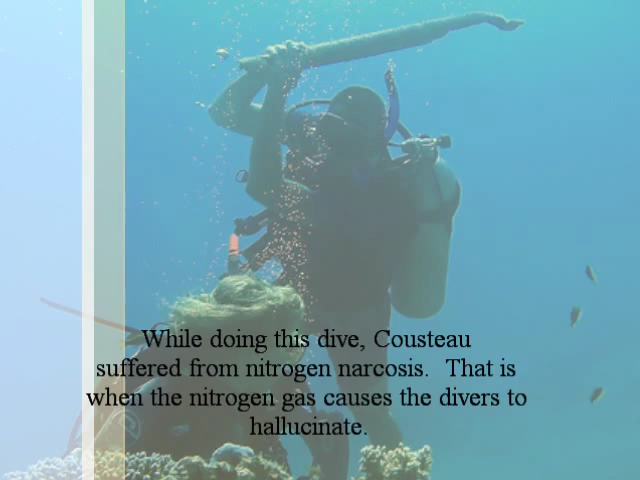 While doing this dive, Cousteau
suffered from nitrogen narcosis.  That is
when the nitrogen gas causes the divers to
hallucinate.